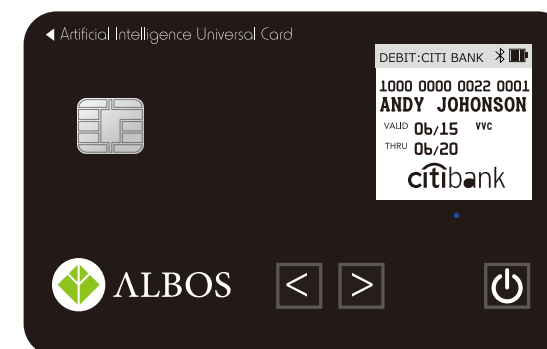 Artificial Intelligence Universal Card
DEBIT:CITI BANK
1000 0000 0022 0001
ANDY JOHONSON
VALID 06/15 VVC
THRU 06/20
citibank
ALBOS
< >